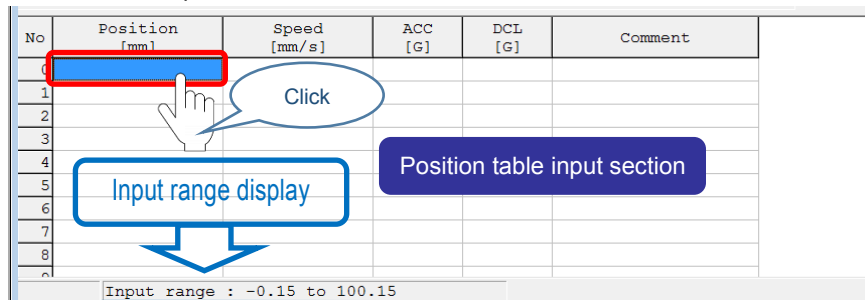 No Position [mm] Speed [mm/s] ACC [G] DCL [G] Comment
0
1
Click
2
3
4
Position table input section
5
Input range display
6
7
8
Input range : -0.15 to 100.15